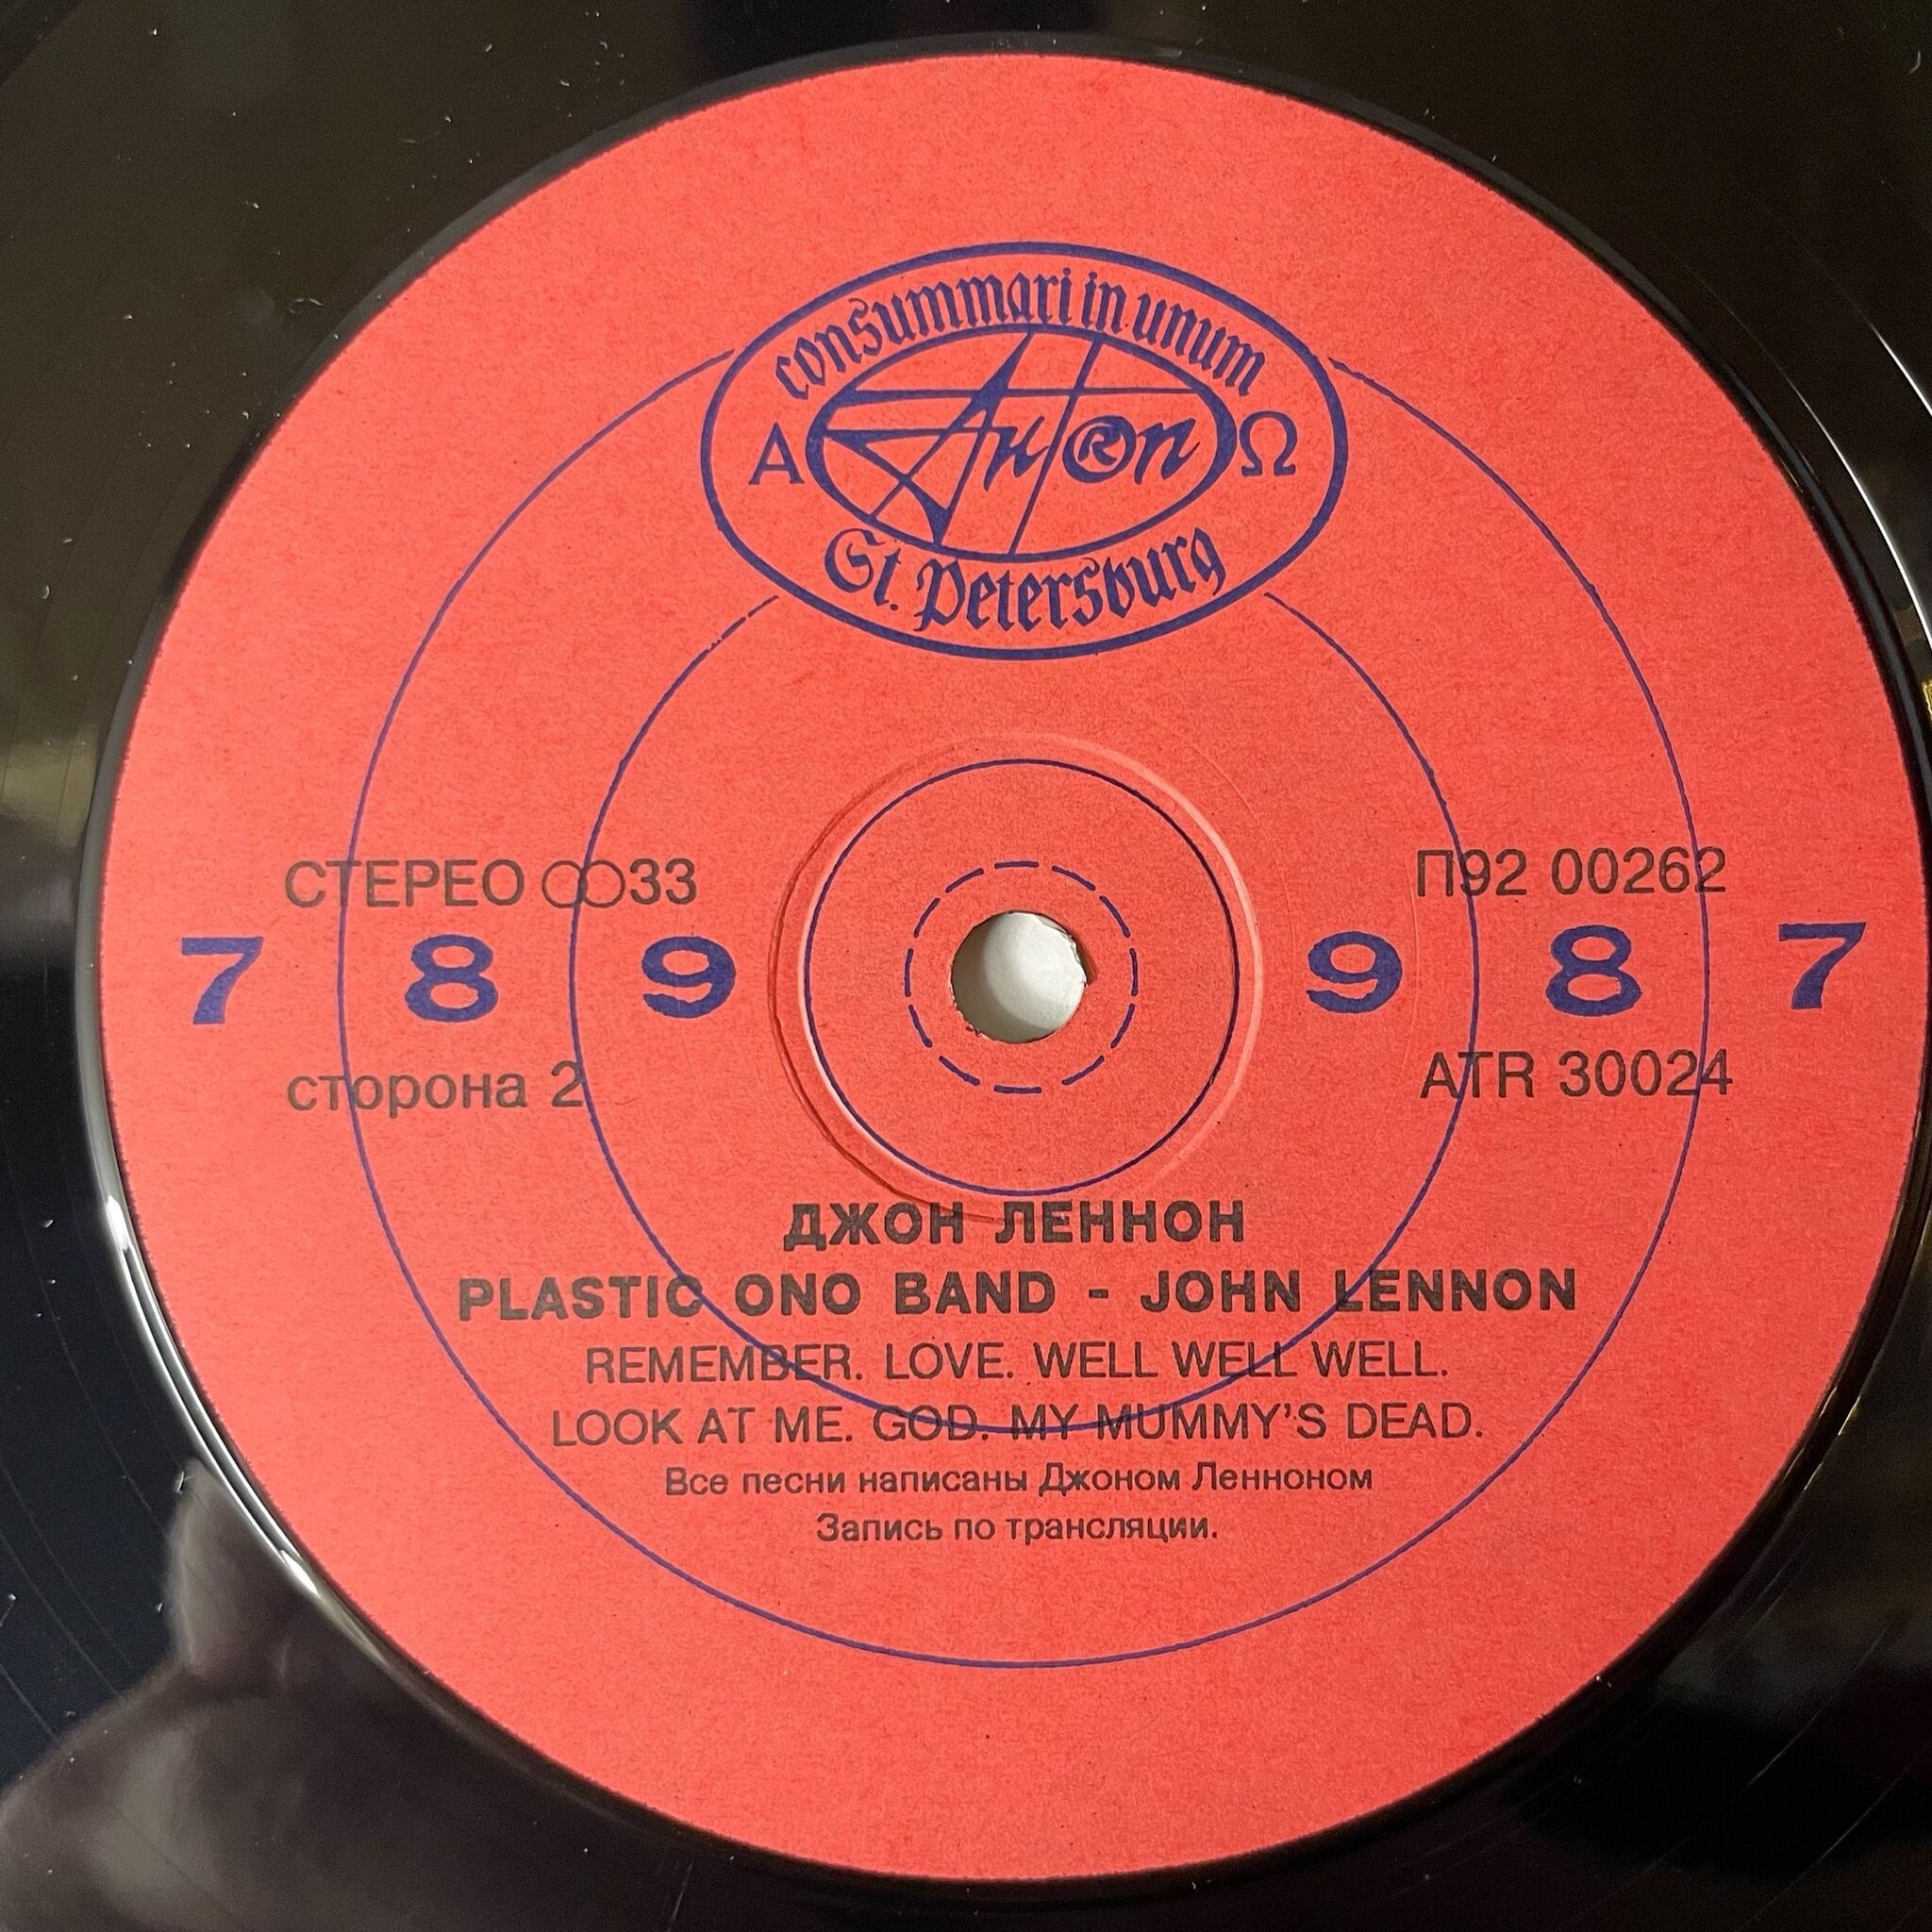 consummari in unum
Α АнтRоп Ω
St. Petersburg
СТЕРЕО 33
П92 00262
7 8 9 9 8 7
сторона 2
ATR 30024
ДЖОН ЛЕННОН
PLASTIC ONO BAND - JOHN LENNON
REMEMBER. LOVE. WELL WELL WELL.
LOOK AT ME. GOD. MY MUMMY'S DEAD.
Все песни написаны Джоном Ленноном
Запись по трансляции.